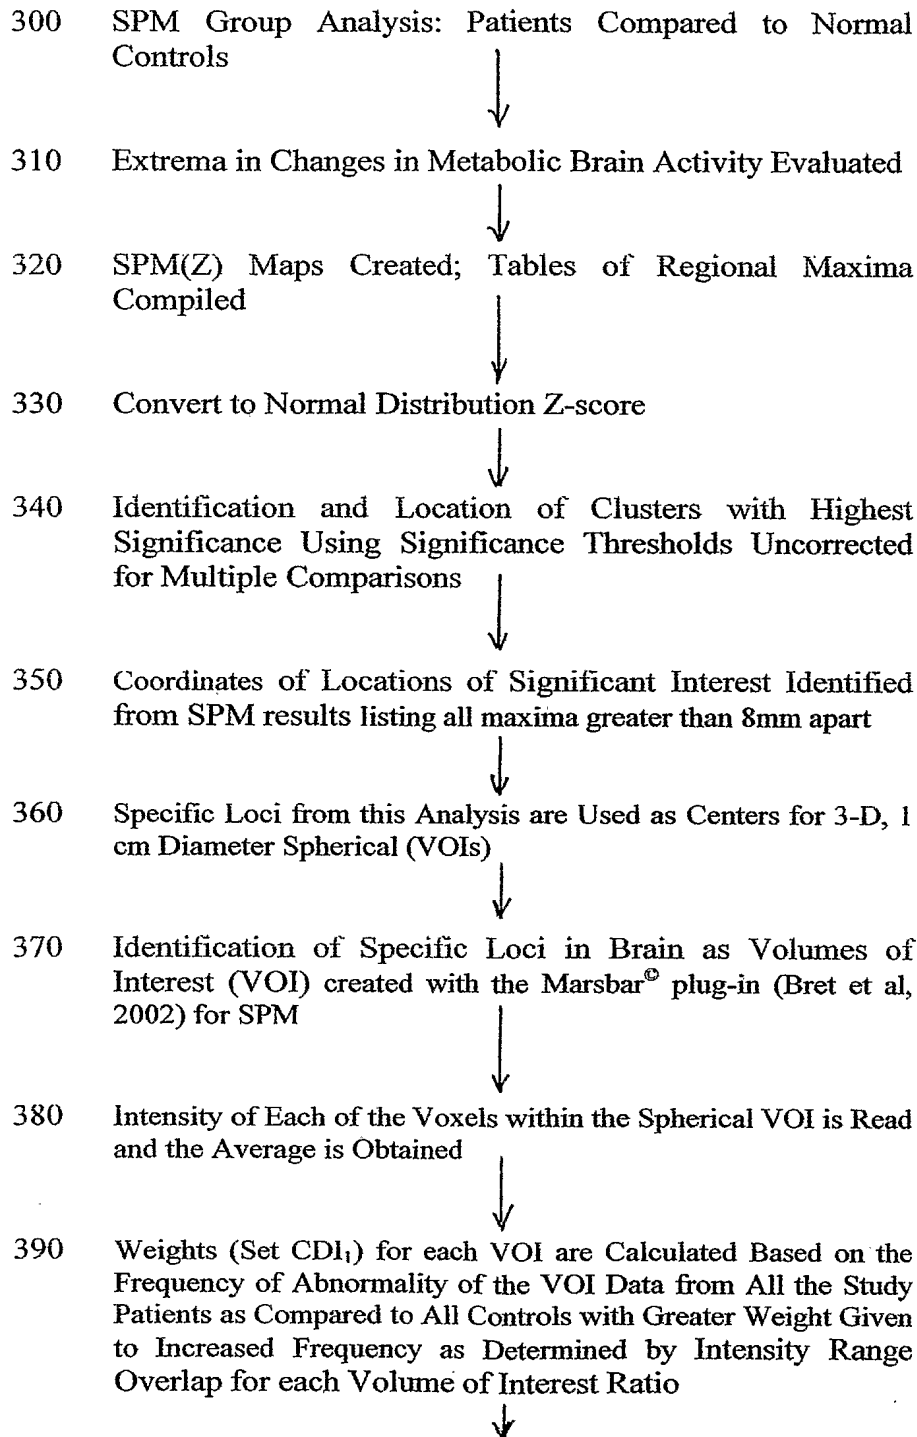 300 SPM Group Analysis: Patients Compared to Normal
Controls
310 Extrema in Changes in Metabolic Brain Activity Evaluated
320 SPM(Z) Maps Created; Tables of Regional Maxima
Compiled
330 Convert to Normal Distribution Z-score
340 Identification and Location of Clusters with Highest
Significance Using Significance Thresholds Uncorrected
for Multiple Comparisons
350 Coordinates of Locations of Significant Interest Identified
from SPM results listing all maxima greater than 8mm apart
360 Specific Loci from this Analysis are Used as Centers for 3-D, 1
cm Diameter Spherical (VOIs)
370 Identification of Specific Loci in Brain as Volumes of
Interest (VOI) created with the Marsbar© plug-in (Bret et al,
2002) for SPM
380 Intensity of Each of the Voxels within the Spherical VOI is Read
and the Average is Obtained
390 Weights (Set CDI₁) for each VOI are Calculated Based on the
Frequency of Abnormality of the VOI Data from All the Study
Patients as Compared to All Controls with Greater Weight Given
to Increased Frequency as Determined by Intensity Range
Overlap for each Volume of Interest Ratio